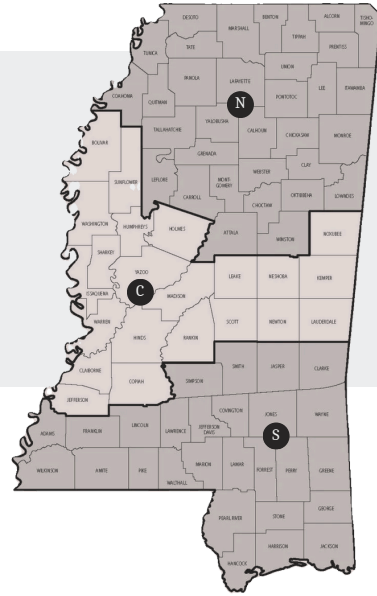 DESOTO
MARSHALL
BENTON
TIPPAH
ALCORN
TISHO-
MINGO
PRENTISS
TUNICA
TATE
UNION
PANOLA
LAFAYETTE
LEE
ITAWAMBA
PONTOTOC
COAHOMA
QUITMAN
N
YALOBUSHA
TALLAHATCHIE
CALHOUN
CHICKASAW
MONROE
BOLIVAR
GRENADA
CLAY
WEBSTER
SUNFLOWER
LEFLORE
MONT-
GOMERY
CARROLL
OKTIBBEHA
LOWNDES
CHOCTAW
WASHINGTON
HUMPHREYS
HOLMES
ATTALA
WINSTON
NOXUBEE
SHARKEY
YAZOO
LEAKE
NESHOBA
KEMPER
ISSAQUENA
C
MADISON
WARREN
SCOTT
NEWTON
LAUDERDALE
HINDS
RANKIN
CLAIBORNE
SMITH
JASPER
CLARKE
COPIAH
SIMPSON
JEFFERSON
COVINGTON
JONES
WAYNE
ADAMS
FRANKLIN
LINCOLN
LAWRENCE
JEFFERSON
DAVIS
S
WILKINSON
AMITE
PIKE
MARION
LAMAR
FORREST
PERRY
GREENE
WALTHALL
GEORGE
PEARL RIVER
STONE
HARRISON
JACKSON
HANCOCK